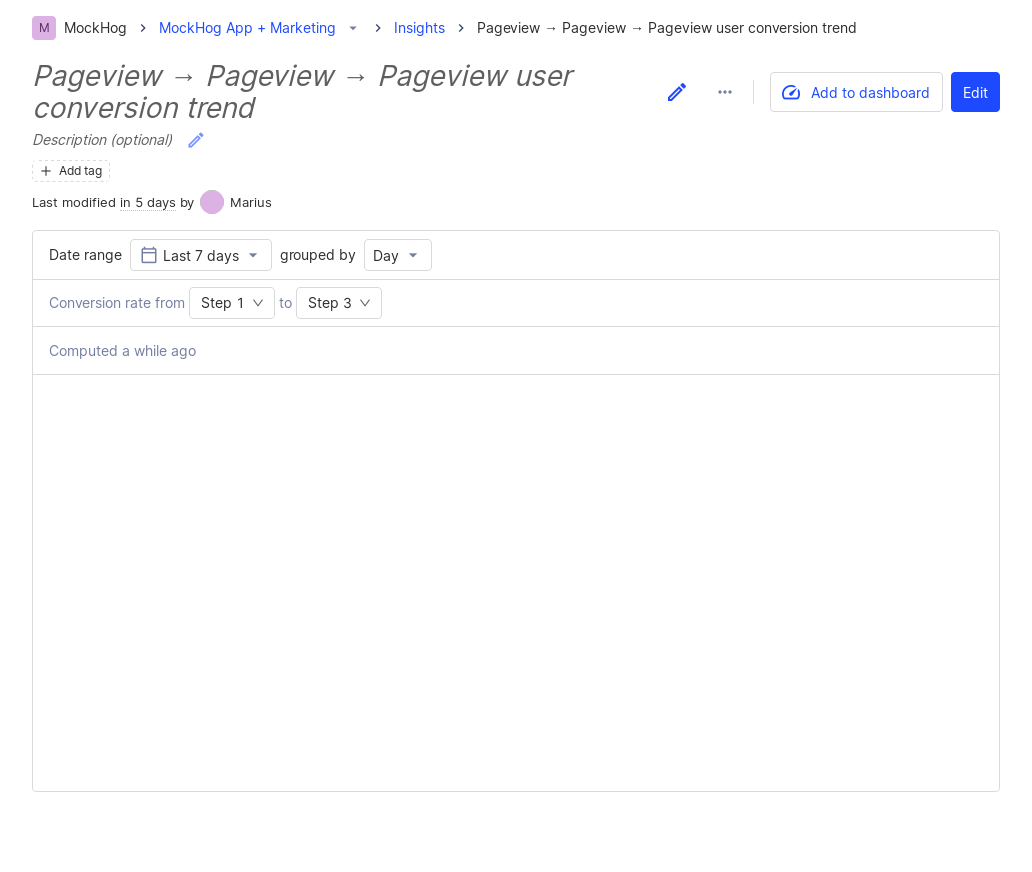 M MockHog MockHog App + Marketing Insights Pageview → Pageview → Pageview user conversion trend
Pageview → Pageview → Pageview user
conversion trend
Add to dashboard Edit
Description (optional)
Add tag
Last modified in 5 days by Marius
Date range Last 7 days grouped by Day
Conversion rate from Step 1 to Step 3
Computed a while ago